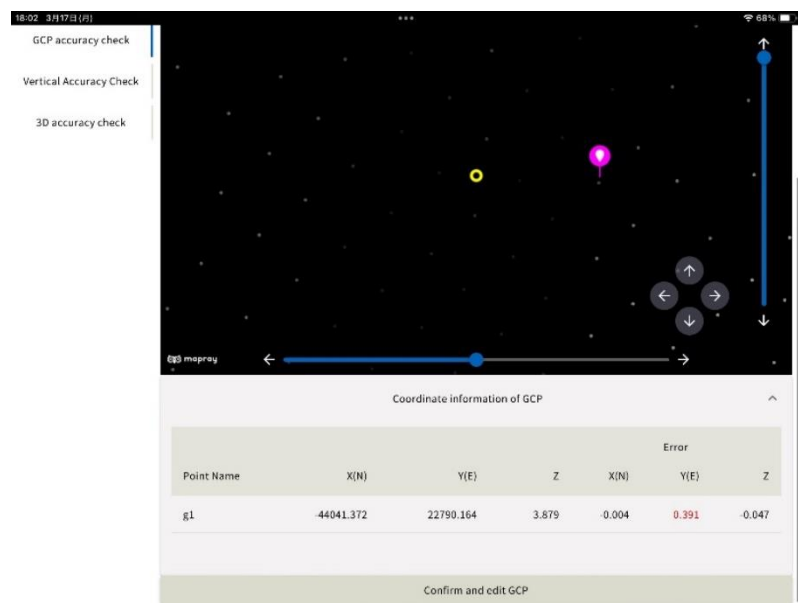 18:02 3月17日(月)
68%
GCP accuracy check
Vertical Accuracy Check
3D accuracy check
mapray
Coordinate information of GCP
Error
Point Name X(N) Y(E) Z X(N) Y(E) Z
g1 -44041.372 22790.164 3.879 -0.004 0.391 -0.047
Confirm and edit GCP